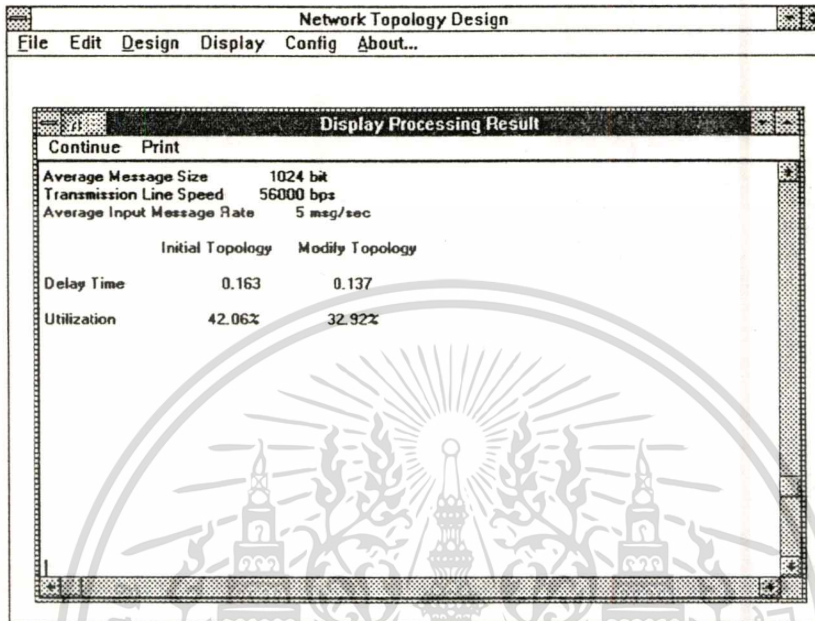 Network Topology Design
File Edit Design Display Config About...
Display Processing Result
Continue Print
Average Message Size 1024 bit
Transmission Line Speed 56000 bps
Average Input Message Rate 5 msg/sec
Initial Topology Modify Topology
Delay Time 0.163 0.137
Utilization 42.06% 32.92%